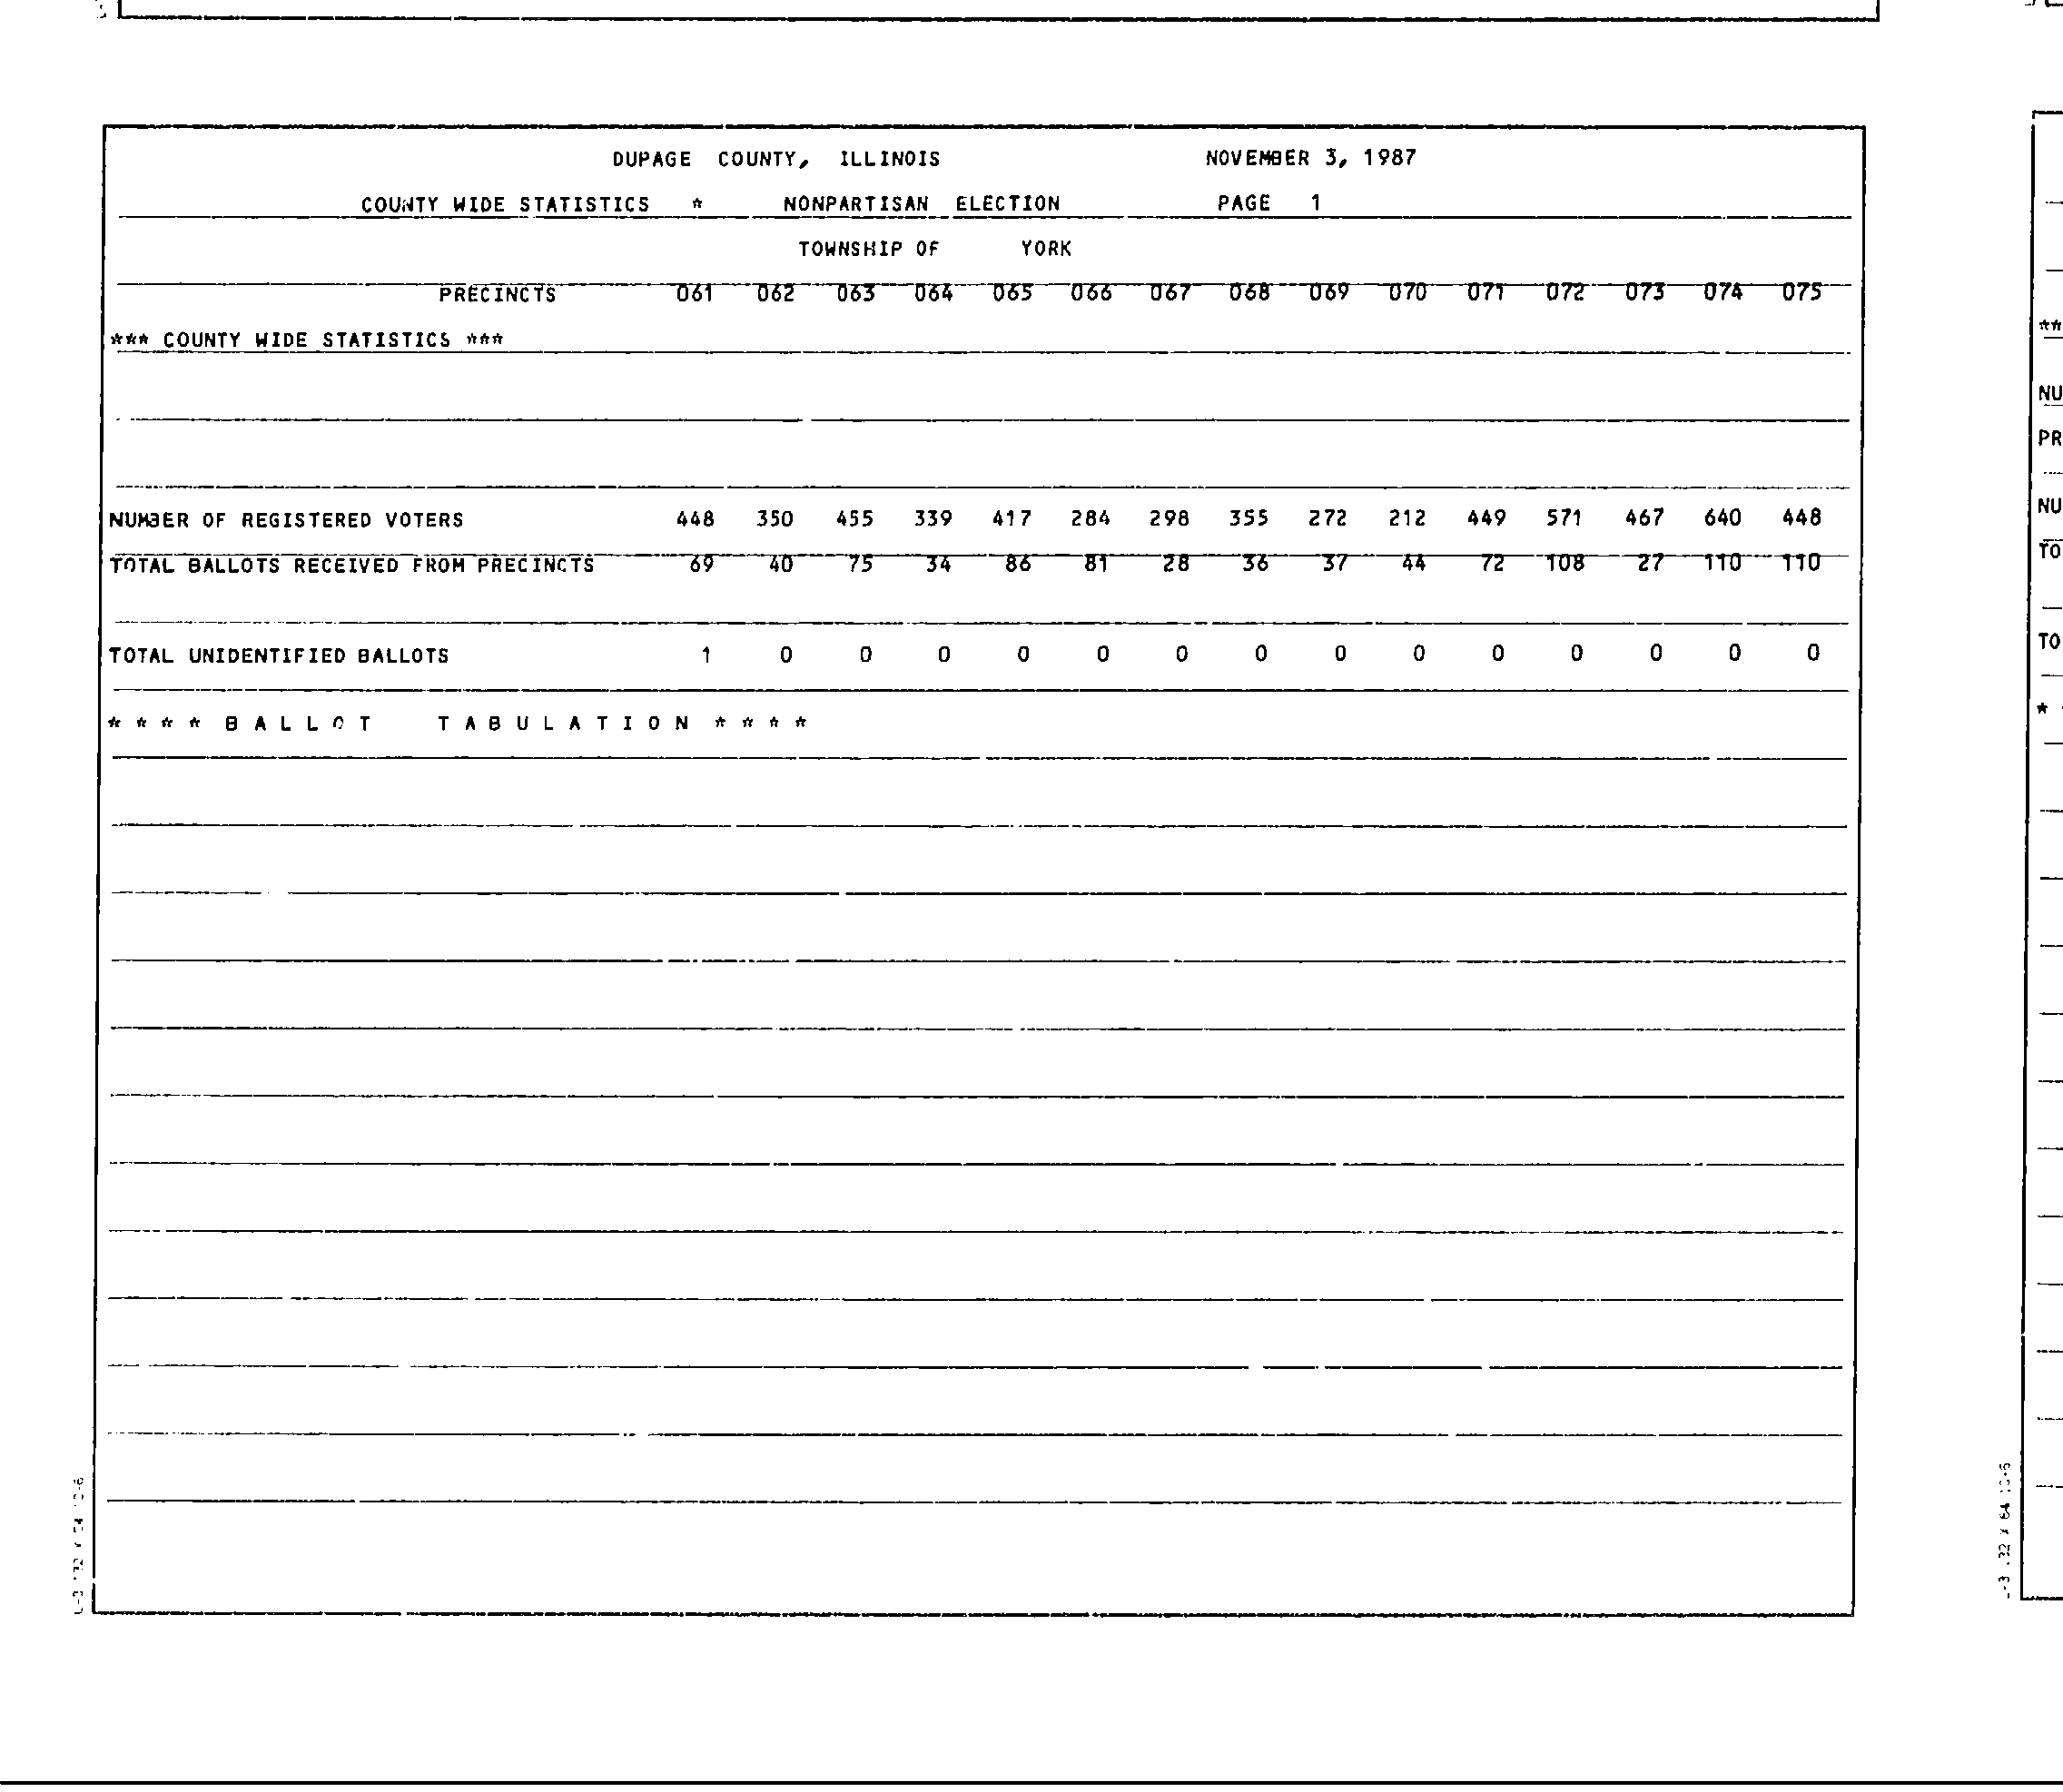 DUPAGE COUNTY, ILLINOIS NOVEMBER 3, 1987
COUNTY WIDE STATISTICS * NONPARTISAN ELECTION PAGE 1
TOWNSHIP OF YORK
PRECINCTS 061 062 063 064 065 066 067 068 069 070 071 072 073 074 075
*** COUNTY WIDE STATISTICS ***
NUMBER OF REGISTERED VOTERS 448 350 455 339 417 284 298 355 272 212 449 571 467 640 448
TOTAL BALLOTS RECEIVED FROM PRECINCTS 69 40 75 34 86 81 28 36 37 44 72 108 27 110 110
TOTAL UNIDENTIFIED BALLOTS 1 0 0 0 0 0 0 0 0 0 0 0 0 0 0
* * * * B A L L O T T A B U L A T I O N * * * *
**
NU
PR
NU
TO
TO
*